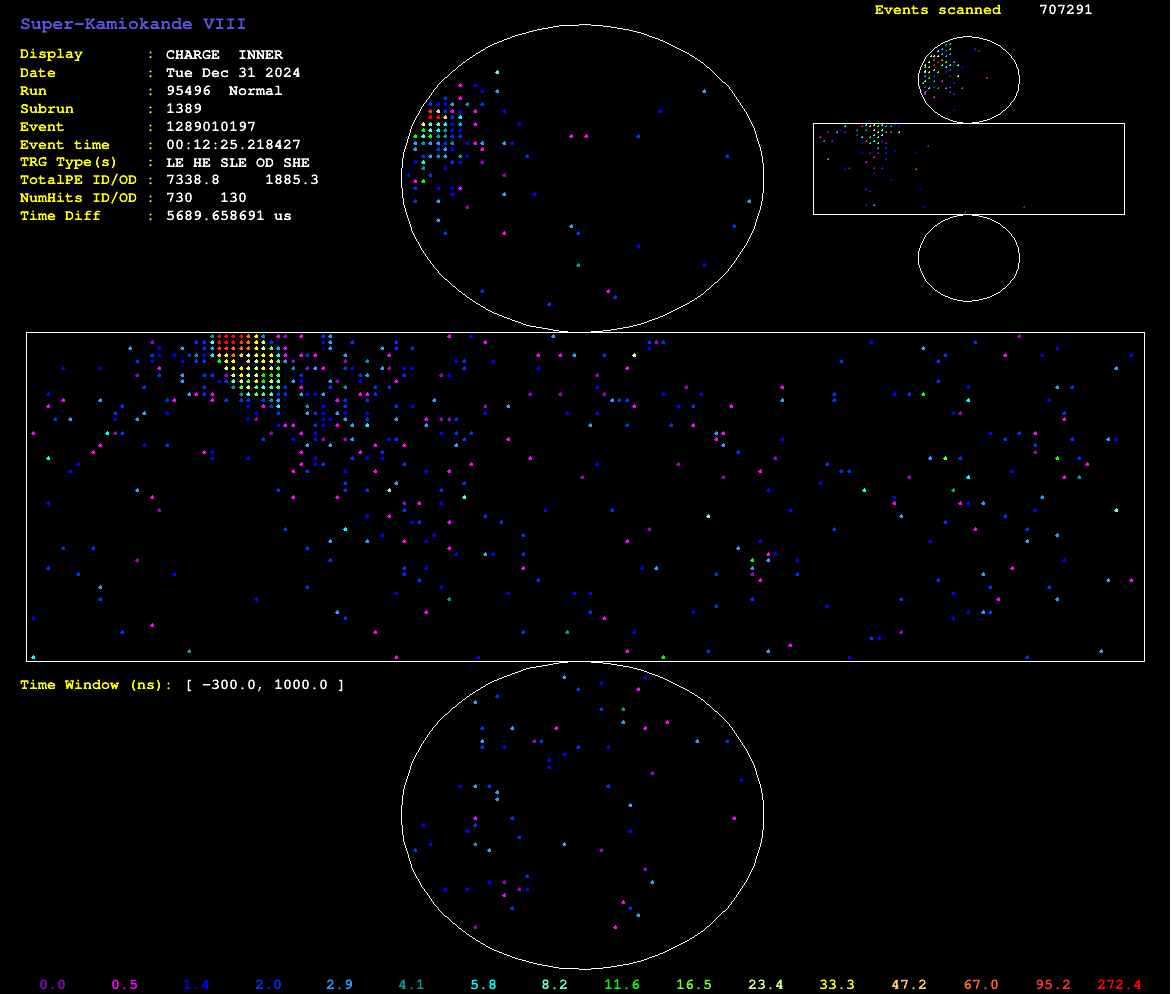 Super-Kamiokande VIII
Events scanned 707291
Display : CHARGE INNER
Date : Tue Dec 31 2024
Run : 95496 Normal
Subrun : 1389
Event : 1289010197
Event time : 00:12:25.218427
TRG Type(s) : LE HE SLE OD SHE
TotalPE ID/OD : 7338.8 1885.3
NumHits ID/OD : 730 130
Time Diff : 5689.658691 us
Time Window (ns): [ −300.0, 1000.0 ]
0.0 0.5 1.4 2.0 2.9 4.1 5.8 8.2 11.6 16.5 23.4 33.3 47.2 67.0 95.2 272.4